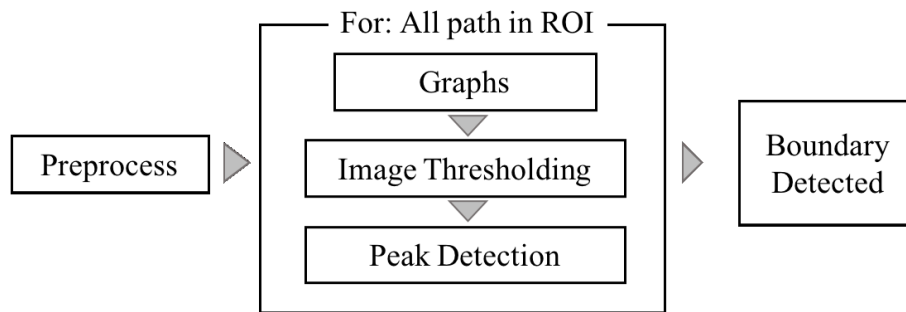 For: All path in ROI
Graphs
Preprocess
Image Thresholding
Peak Detection
Boundary
Detected